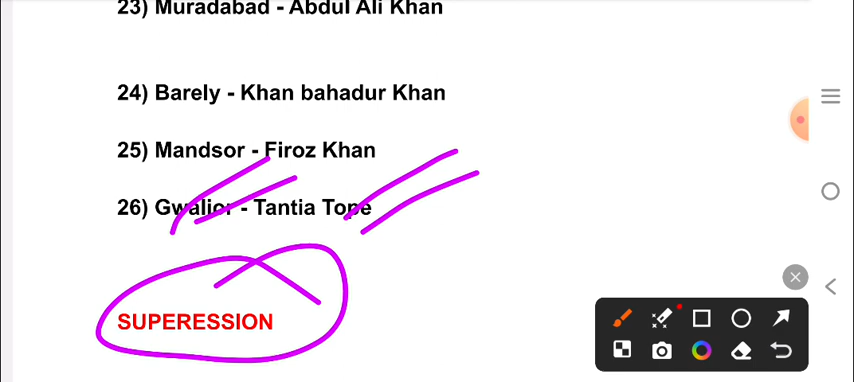 23) Muradabad - Abdul Ali Khan
24) Barely - Khan bahadur Khan
25) Mandsor - Firoz Khan
26) Gwalior - Tantia Tope
SUPERESSION